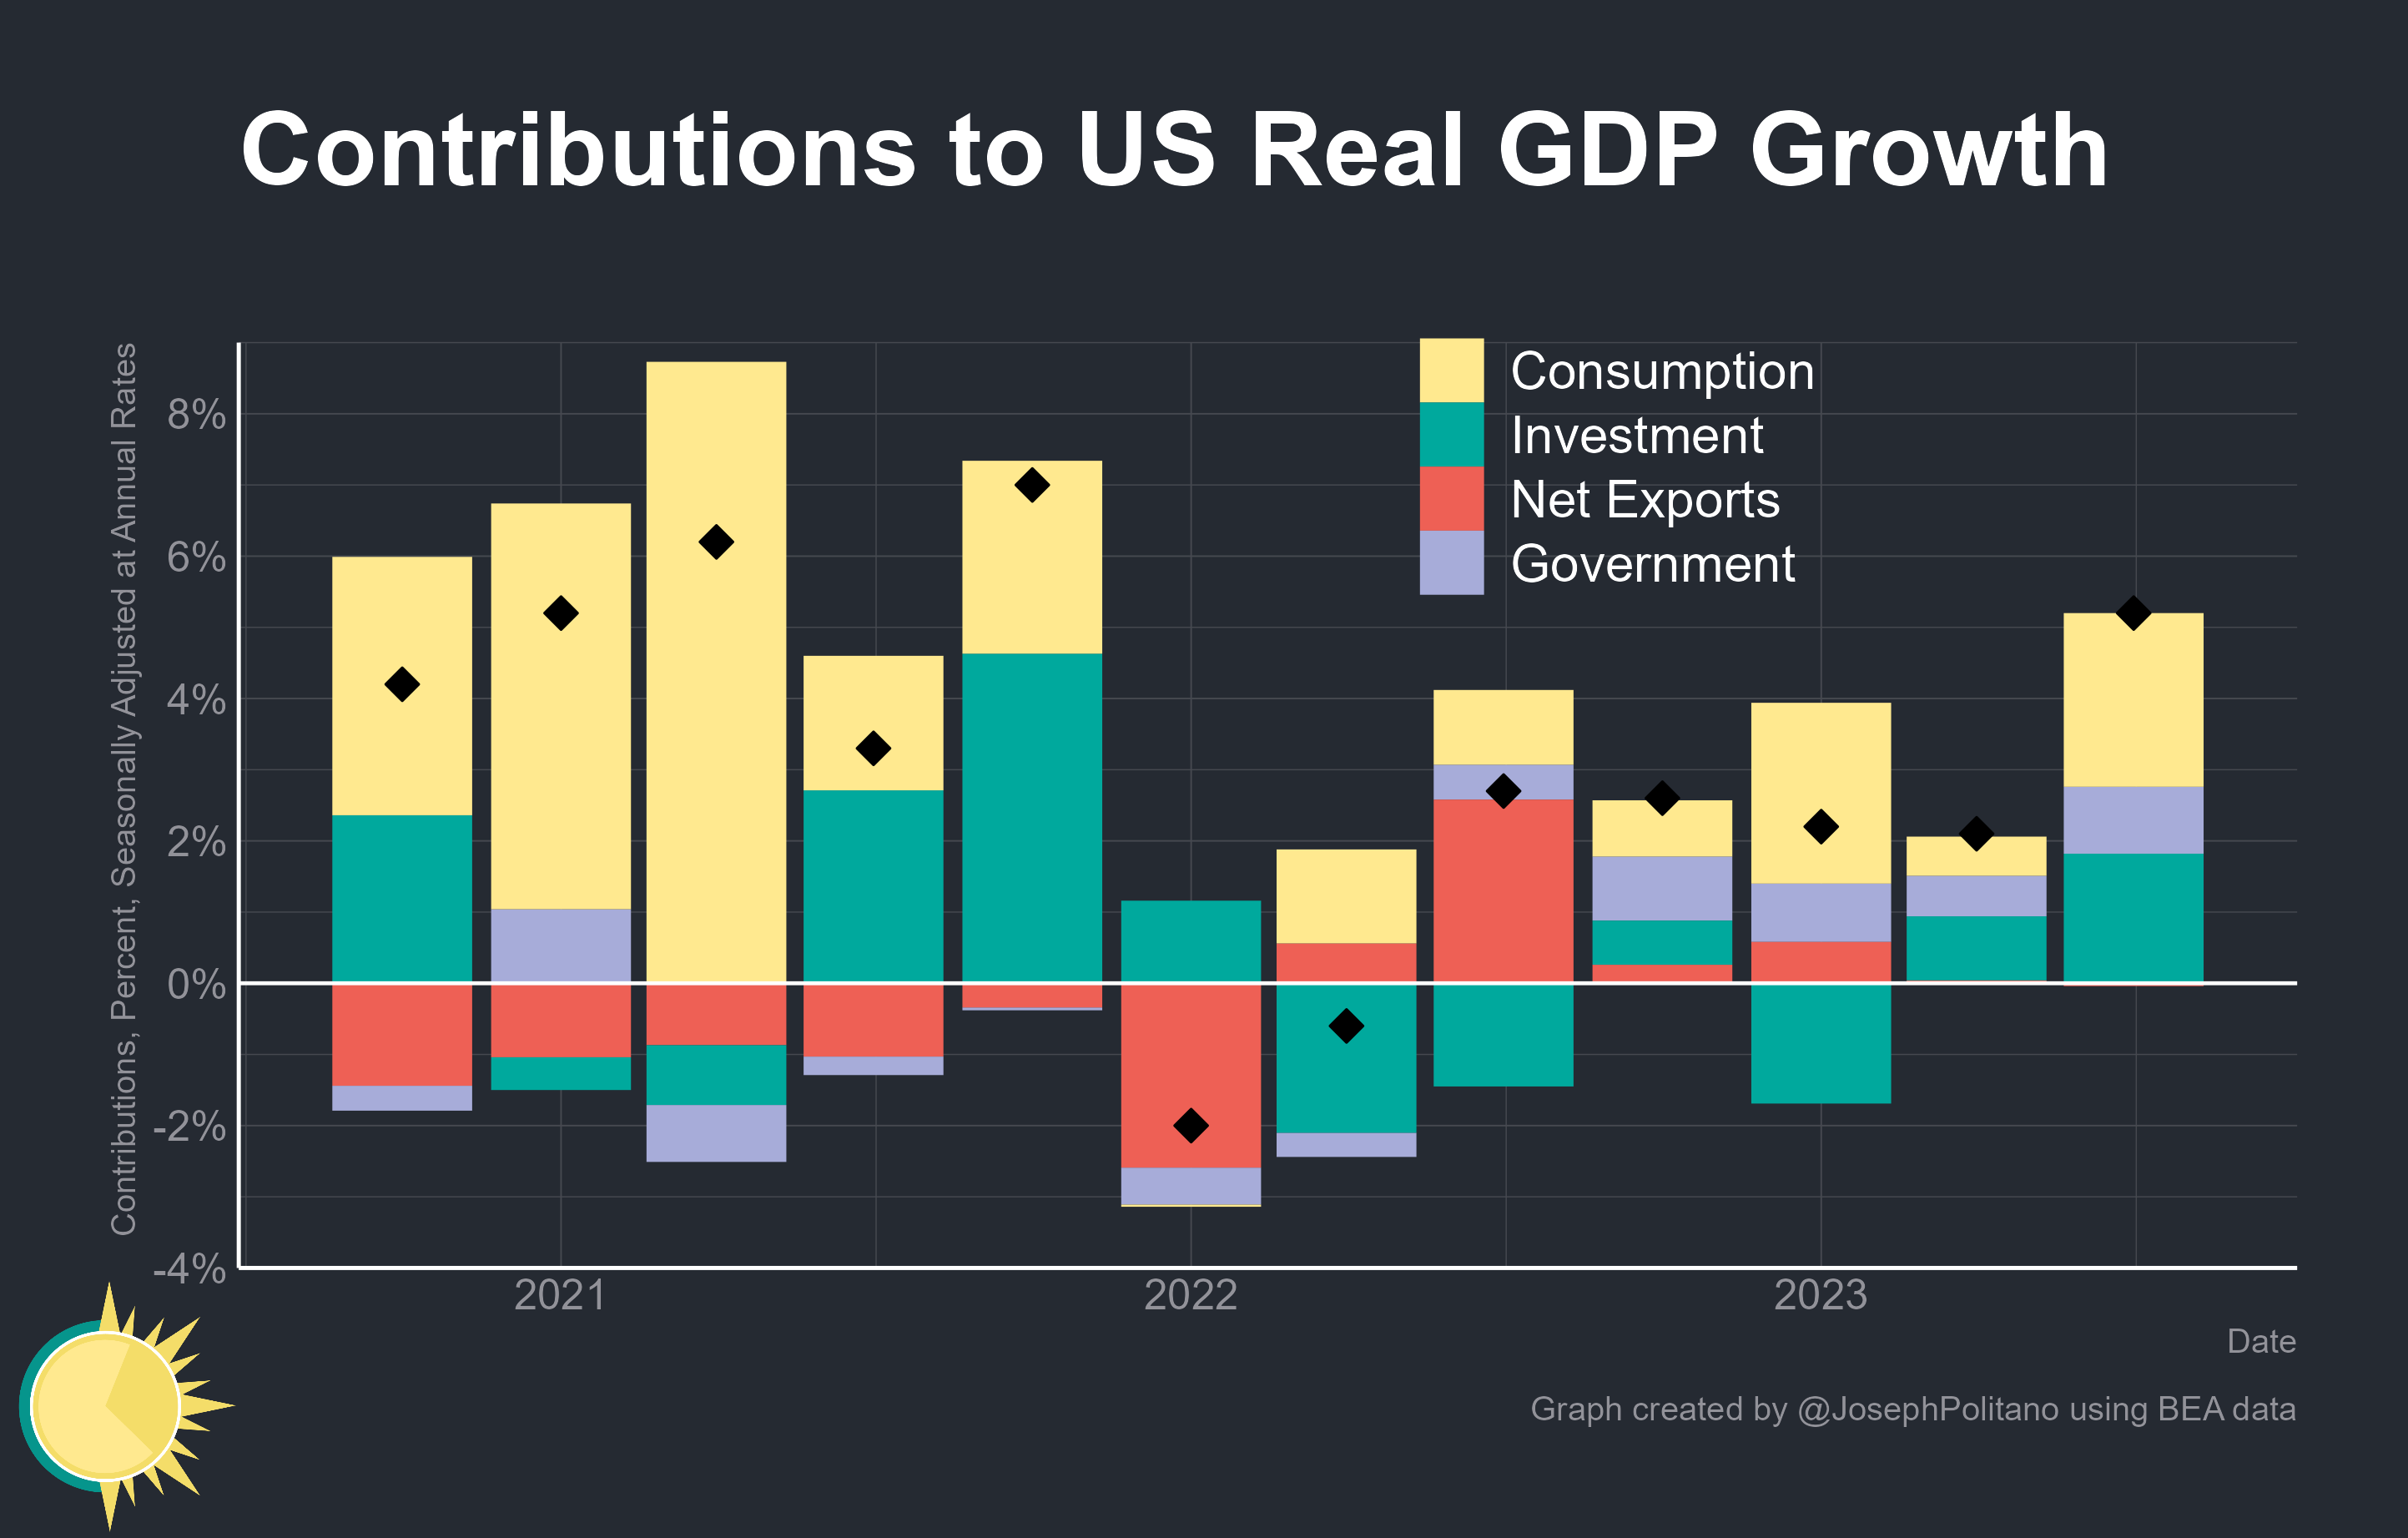 Contributions to US Real GDP Growth
Contributions, Percent, Seasonally Adjusted at Annual Rates
8%
6%
4%
2%
0%
-2%
-4%
Consumption
Investment
Net Exports
Government
2021
2022
2023
Date
Graph created by @JosephPolitano using BEA data